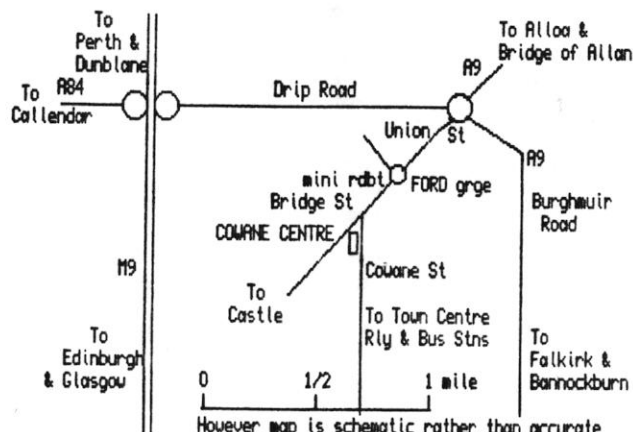 To
Perth &
Dunblane
To Alloa &
Bridge of Allan
A9
A84
To
Callendar
Drip Road
Union St
A9
mini rdbt
FORD grge
Bridge St
Burghmuir
Road
COWANE CENTRE
M9
Cowane St
To
Castle
To Town Centre
Rly & Bus Stns
To
Edinburgh
& Glasgow
To
Falkirk &
Bannockburn
0 1/2 1 mile
However map is schematic rather than accurate